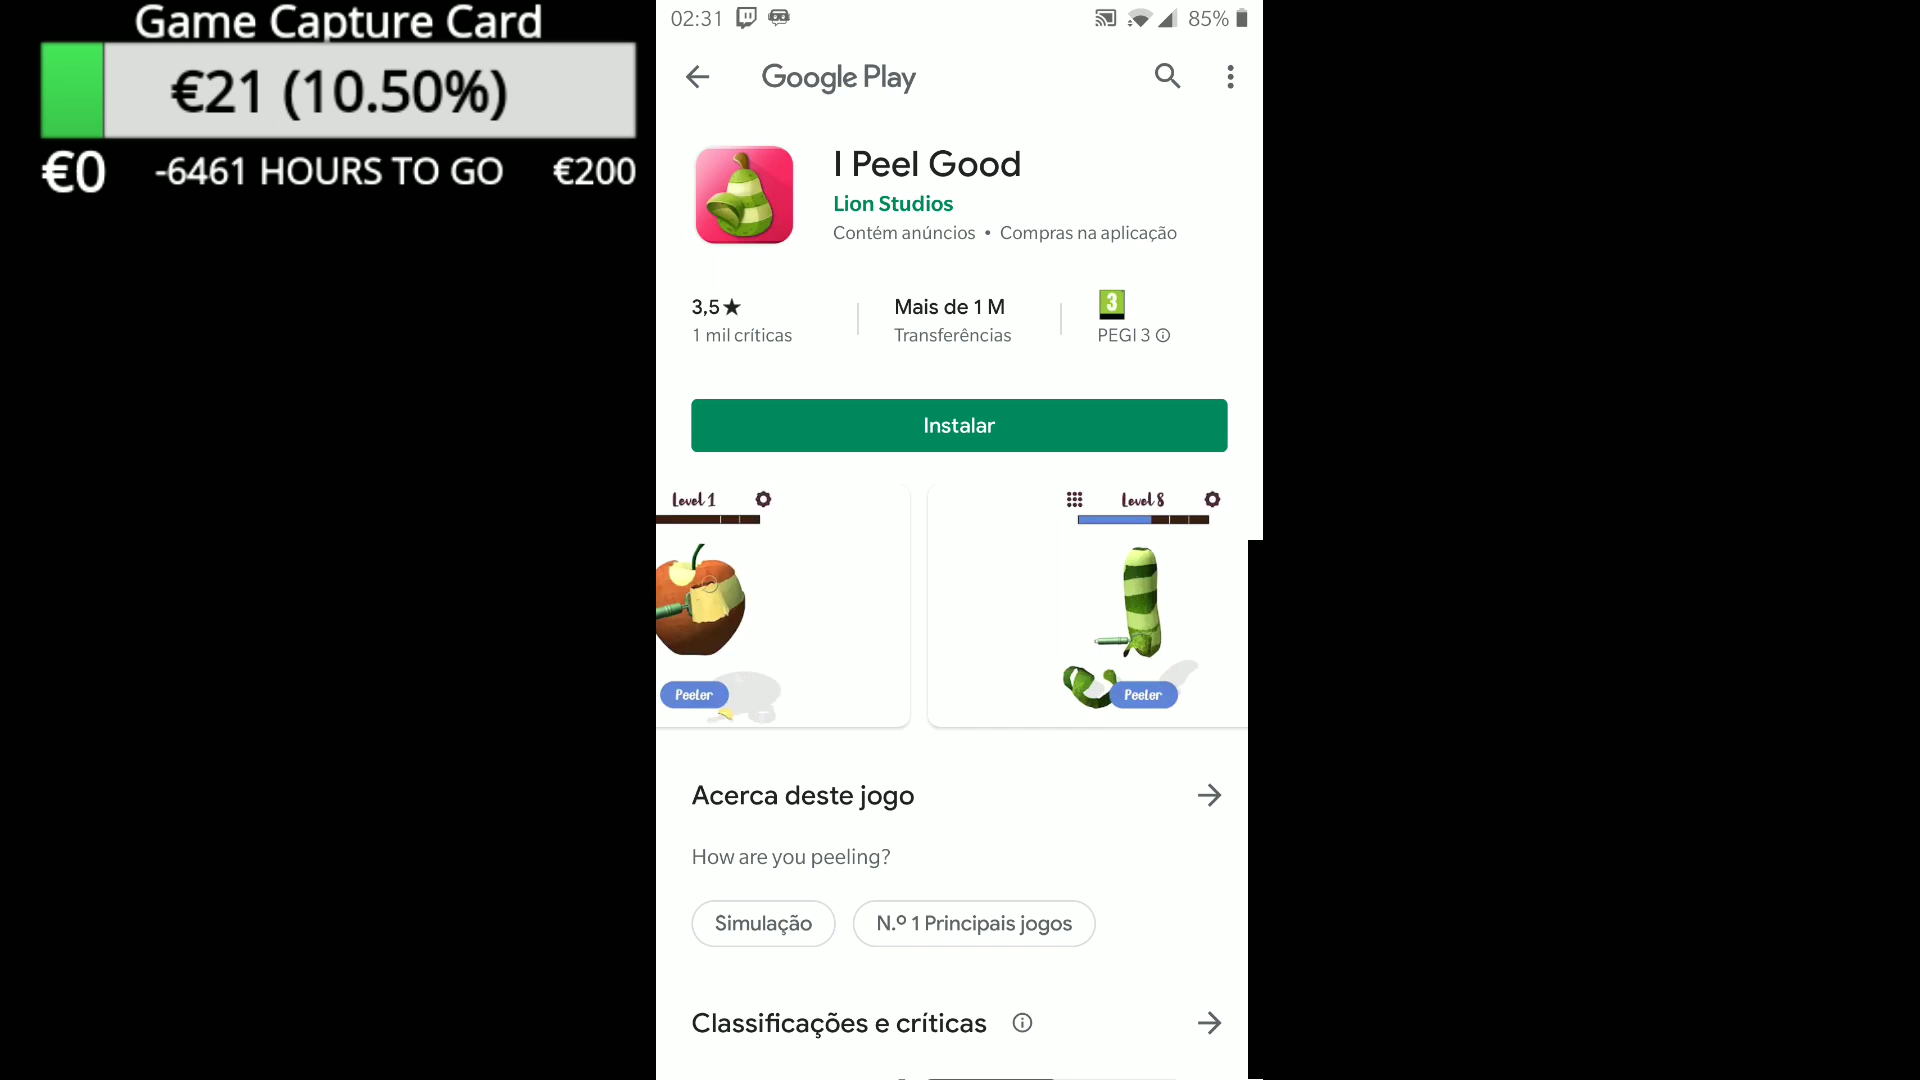 Game Capture Card
€21 (10.50%)
€0 -6461 HOURS TO GO €200
02:31 85%
Google Play
I Peel Good
Lion Studios
Contém anúncios • Compras na aplicação
3,5★ Mais de 1 M 3
1 mil críticas Transferências PEGI 3
Instalar
Level 1 Level 8
Peeler Peeler
Acerca deste jogo
How are you peeling?
Simulação N.º 1 Principais jogos
Classificações e críticas